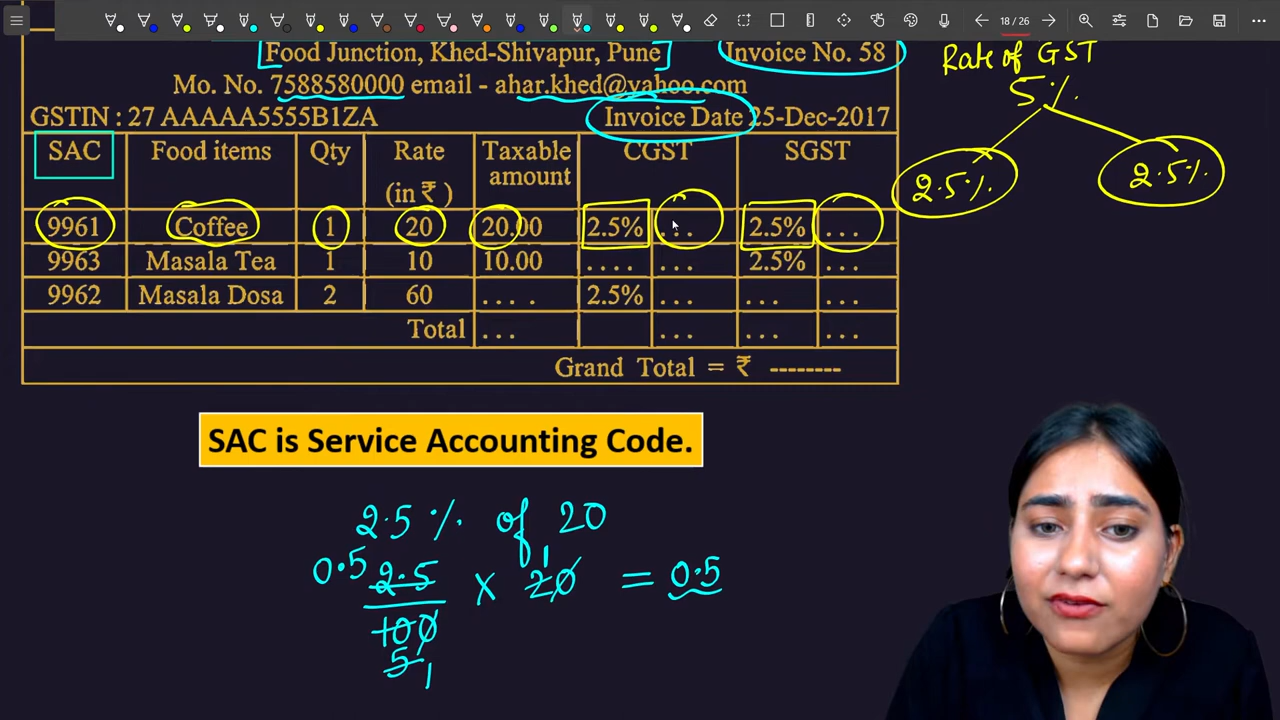 18 / 26
Food Junction, Khed-Shivapur, Pune Invoice No. 58
Mo. No. 7588580000 email - ahar.khed@yahoo.com
GSTIN : 27 AAAAA5555B1ZA Invoice Date 25-Dec-2017
SAC Food items Qty Rate (in ₹) Taxable amount CGST SGST
9961 Coffee 1 20 20.00 2.5% ... 2.5% ...
9963 Masala Tea 1 10 10.00 .... ... 2.5% ...
9962 Masala Dosa 2 60 .... 2.5% ... ... ...
Total ... ... ...
Grand Total = ₹ --------
Rate of GST
5%.
2.5%. 2.5%.
SAC is Service Accounting Code.
2.5 % of 20
0.5 2.5 1
× 20 = 0.5
100
5 1